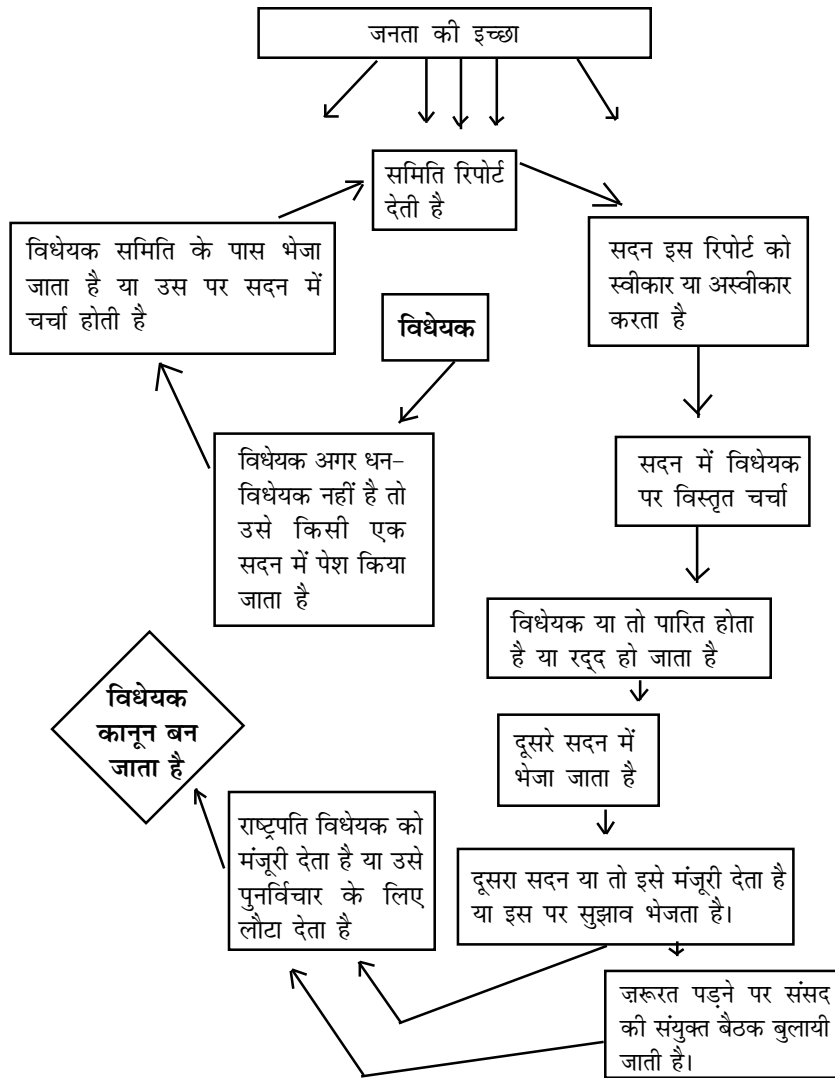 जनता की इच्छा
समिति रिपोर्ट
देती है
विधेयक समिति के पास भेजा
जाता है या उस पर सदन में
चर्चा होती है
सदन इस रिपोर्ट को
स्वीकार या अस्वीकार
करता है
विधेयक
विधेयक अगर धन–
विधेयक नहीं है तो
उसे किसी एक
सदन में पेश किया
जाता है
सदन में विधेयक
पर विस्तृत चर्चा
विधेयक या तो पारित होता
है या रद्द हो जाता है
विधेयक
कानून बन
जाता है
दूसरे सदन में
भेजा जाता है
राष्ट्रपति विधेयक को
मंजूरी देता है या उसे
पुनर्विचार के लिए
लौटा देता है
दूसरा सदन या तो इसे मंजूरी देता है
या इस पर सुझाव भेजता है।
ज़रूरत पड़ने पर संसद
की संयुक्त बैठक बुलायी
जाती है।